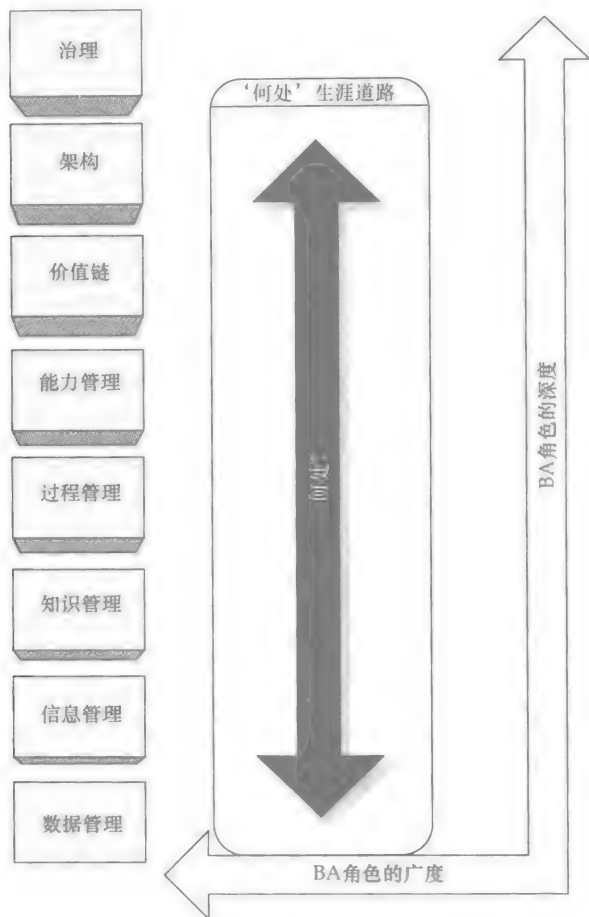 治理
架构
价值链
能力管理
过程管理
知识管理
信息管理
数据管理
‘何处’生涯道路
何处
BA角色的深度
BA角色的广度